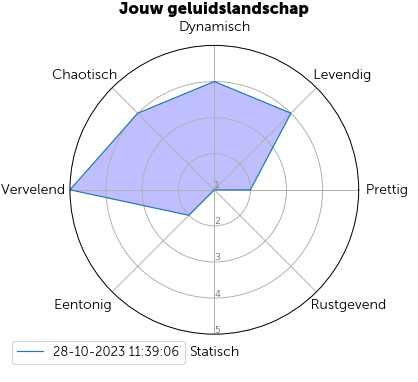 Jouw geluidslandschap
Dynamisch
Chaotisch
Levendig
Vervelend
1
Prettig
2
3
4
Eentonig
Rustgevend
5
28-10-2023 11:39:06
Statisch